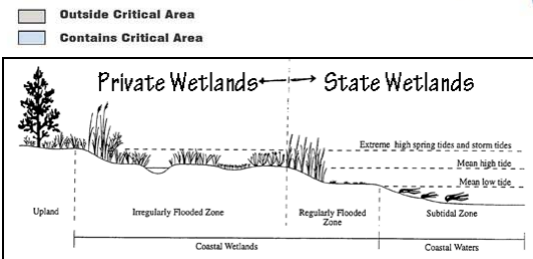 Outside Critical Area
Contains Critical Area
Private Wetlands
State Wetlands
Extreme high spring tides and storm tides
Mean high tide
Mean low tide
Upland
Irregularly Flooded Zone
Regularly Flooded
Zone
Subtidal Zone
Coastal Wetlands
Coastal Waters